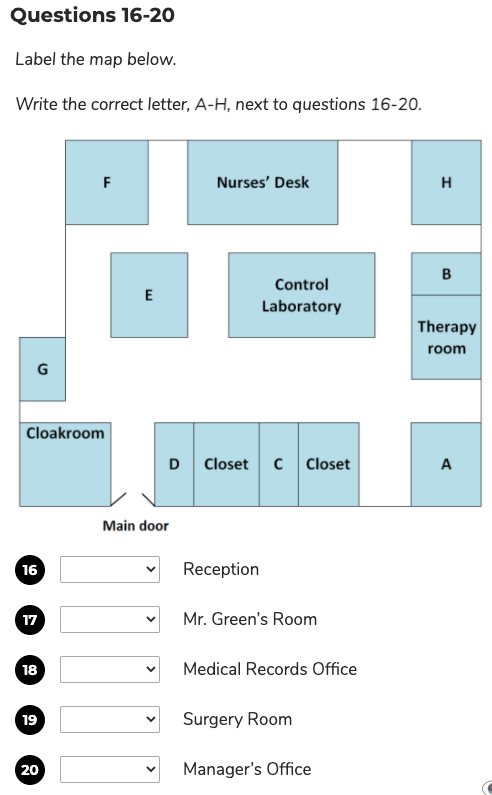 Questions 16-20
Label the map below.
Write the correct letter, A-H, next to questions 16-20.
F
Nurses' Desk
H
E
Control
Laboratory
B
Therapy
room
G
Cloakroom
D
Closet
C
Closet
A
Main door
16 Reception
17 Mr. Green's Room
18 Medical Records Office
19 Surgery Room
20 Manager's Office